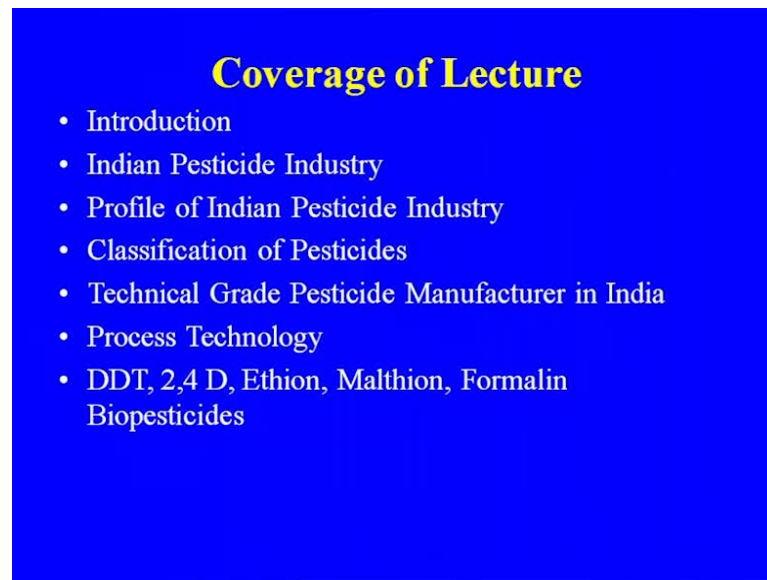 Coverage of Lecture
• Introduction
• Indian Pesticide Industry
• Profile of Indian Pesticide Industry
• Classification of Pesticides
• Technical Grade Pesticide Manufacturer in India
• Process Technology
• DDT, 2,4 D, Ethion, Malthion, Formalin
Biopesticides